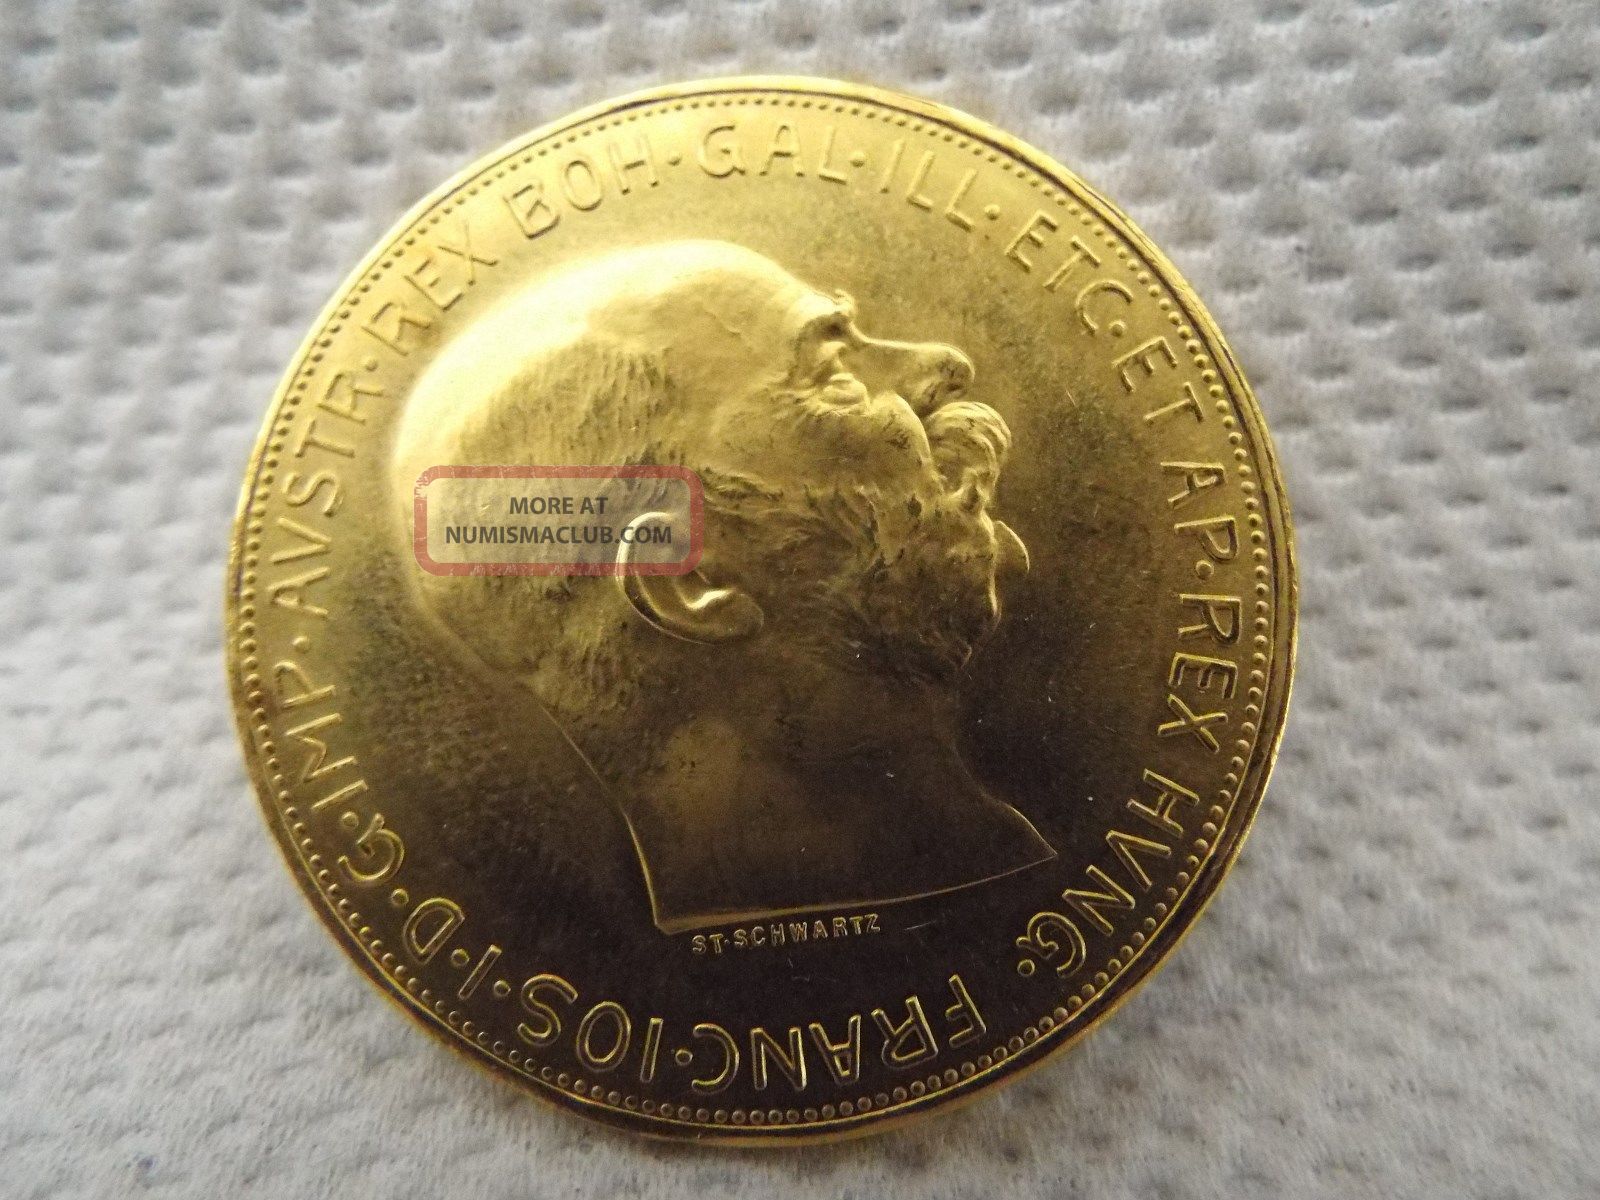 FRANC·IOS·I·D·G·IMP·AVSTR·REX BOH·GAL·ILL·ETC·ET AP·REX HVNG·
ST·SCHWARTZ
MORE AT
NUMISMACLUB.COM